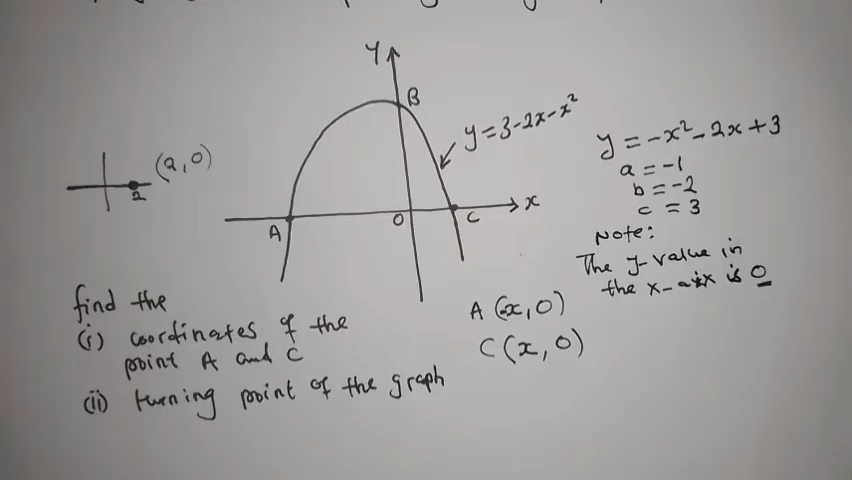 y
B
y = 3 - 2x - x²
(2, 0)
2
A
O
C
x
y = -x² - 2x + 3
a = -1
b = -2
c = 3
Note:
The y-value in
the x-axix is 0
find the
(i) coordinates of the
point A and C
(ii) turning point of the graph
A (-x, 0)
C (x, 0)